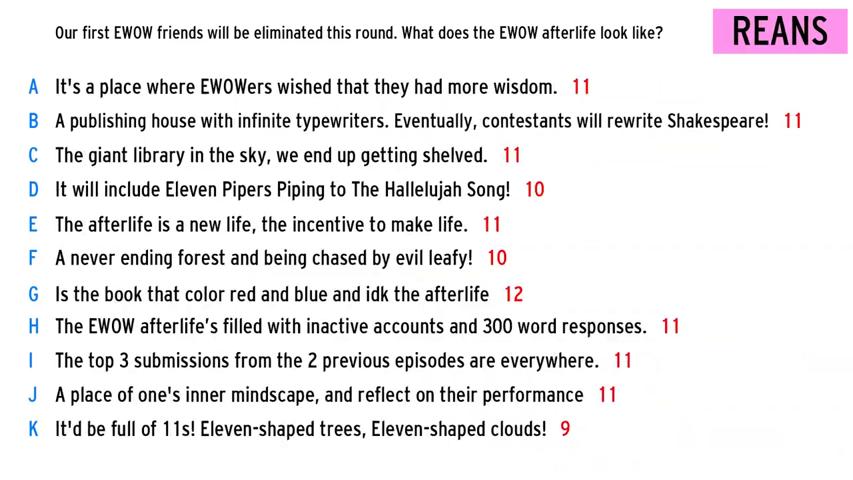 Our first EWOW friends will be eliminated this round. What does the EWOW afterlife look like?
REANS
A It's a place where EWOWers wished that they had more wisdom. 11
B A publishing house with infinite typewriters. Eventually, contestants will rewrite Shakespeare! 11
C The giant library in the sky, we end up getting shelved. 11
D It will include Eleven Pipers Piping to The Hallelujah Song! 10
E The afterlife is a new life, the incentive to make life. 11
F A never ending forest and being chased by evil leafy! 10
G Is the book that color red and blue and idk the afterlife 12
H The EWOW afterlife’s filled with inactive accounts and 300 word responses. 11
I The top 3 submissions from the 2 previous episodes are everywhere. 11
J A place of one's inner mindscape, and reflect on their performance 11
K It'd be full of 11s! Eleven-shaped trees, Eleven-shaped clouds! 9